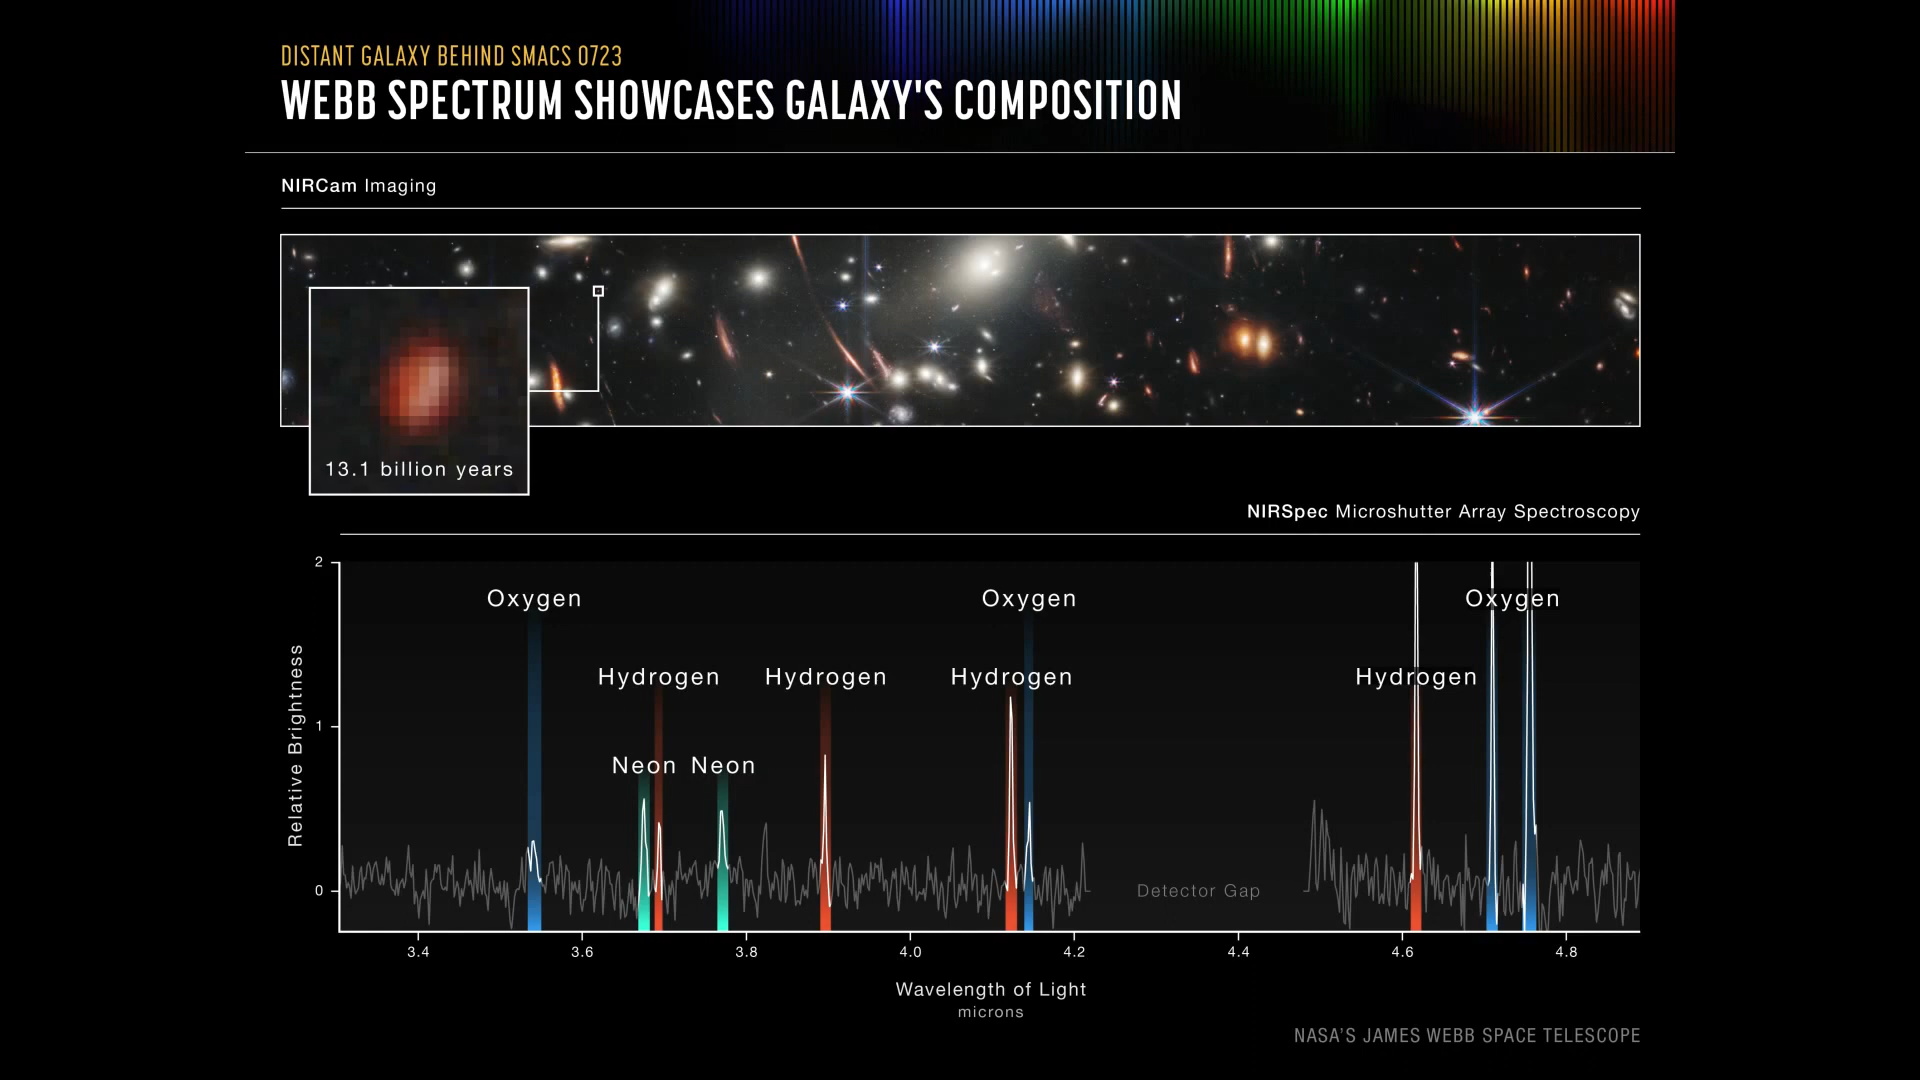 DISTANT GALAXY BEHIND SMACS 0723
WEBB SPECTRUM SHOWCASES GALAXY'S COMPOSITION
NIRCam Imaging
13.1 billion years
NIRSpec Microshutter Array Spectroscopy
2
Oxygen Oxygen Oxygen
Hydrogen Hydrogen Hydrogen Hydrogen
1
Neon Neon
Relative Brightness
0
Detector Gap
3.4 3.6 3.8 4.0 4.2 4.4 4.6 4.8
Wavelength of Light
microns
NASA'S JAMES WEBB SPACE TELESCOPE